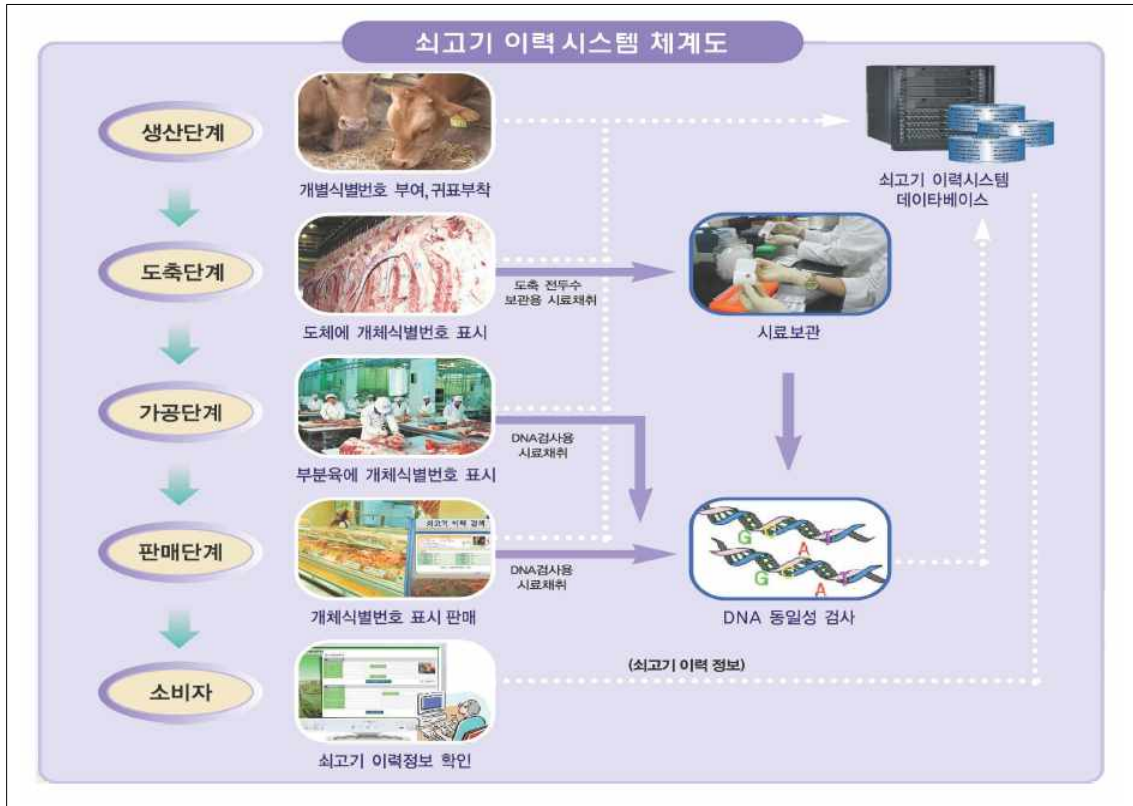 쇠고기 이력 시스템 체계도
생산단계
개별식별번호 부여, 귀표부착
쇠고기 이력시스템
데이타베이스
도축단계
도축 전두수
보관용 시료채취
도체에 개체식별번호 표시
시료보관
가공단계
DNA검사용
시료채취
부분육에 개체식별번호 표시
쇠고기 이력 검색
판매단계
DNA검사용
시료채취
G
A
G
A
개체식별번호 표시 판매
DNA 동일성 검사
(쇠고기 이력 정보)
소비자
쇠고기 이력정보 확인